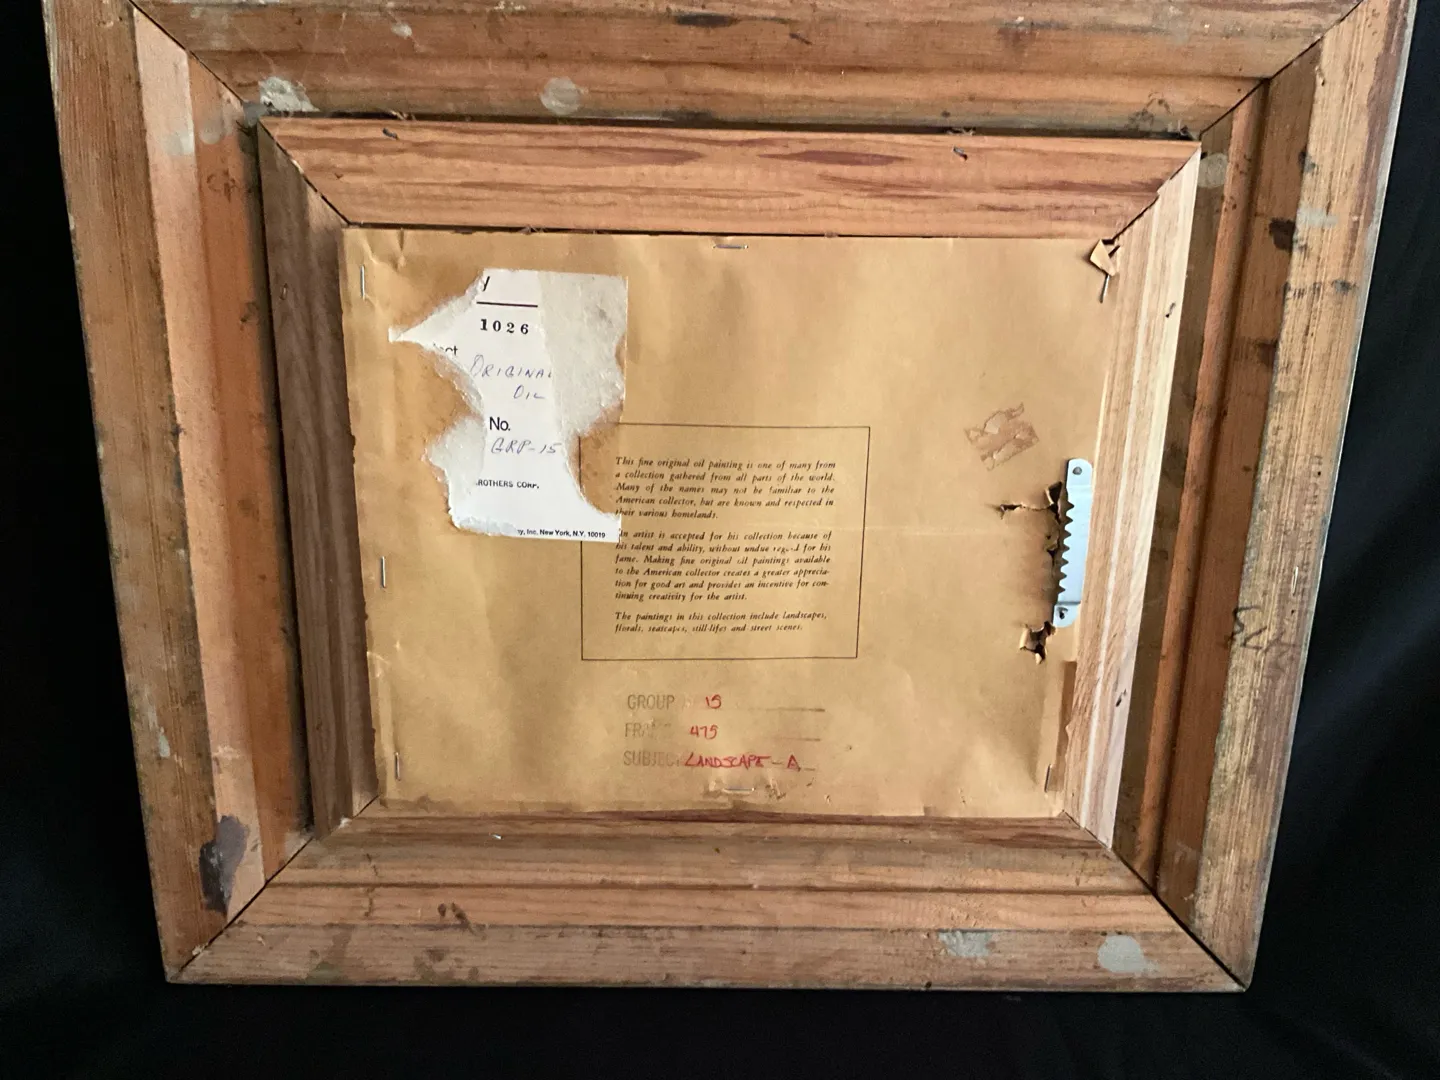 y
1026
ect
ORIGINAL
OIL
No.
GRP-15
ROTHERS CORP.
y, Inc. New York, N.Y. 10019
This fine original oil painting is one of many from
a collection gathered from all parts of the world.
Many of the names may not be familiar to the
American collector, but are known and respected in
their various homelands.
An artist is accepted for his collection because of
his talent and ability, without undue regard for his
fame. Making fine original oil paintings available
to the American collector creates a greater apprecia-
tion for good art and provides an incentive for con-
tinuing creativity for the artist.
The paintings in this collection include landscapes,
florals, seascapes, still-lifes and street scenes.
GROUP 15
FRA 475
SUBJECT LANDSCAPE - A